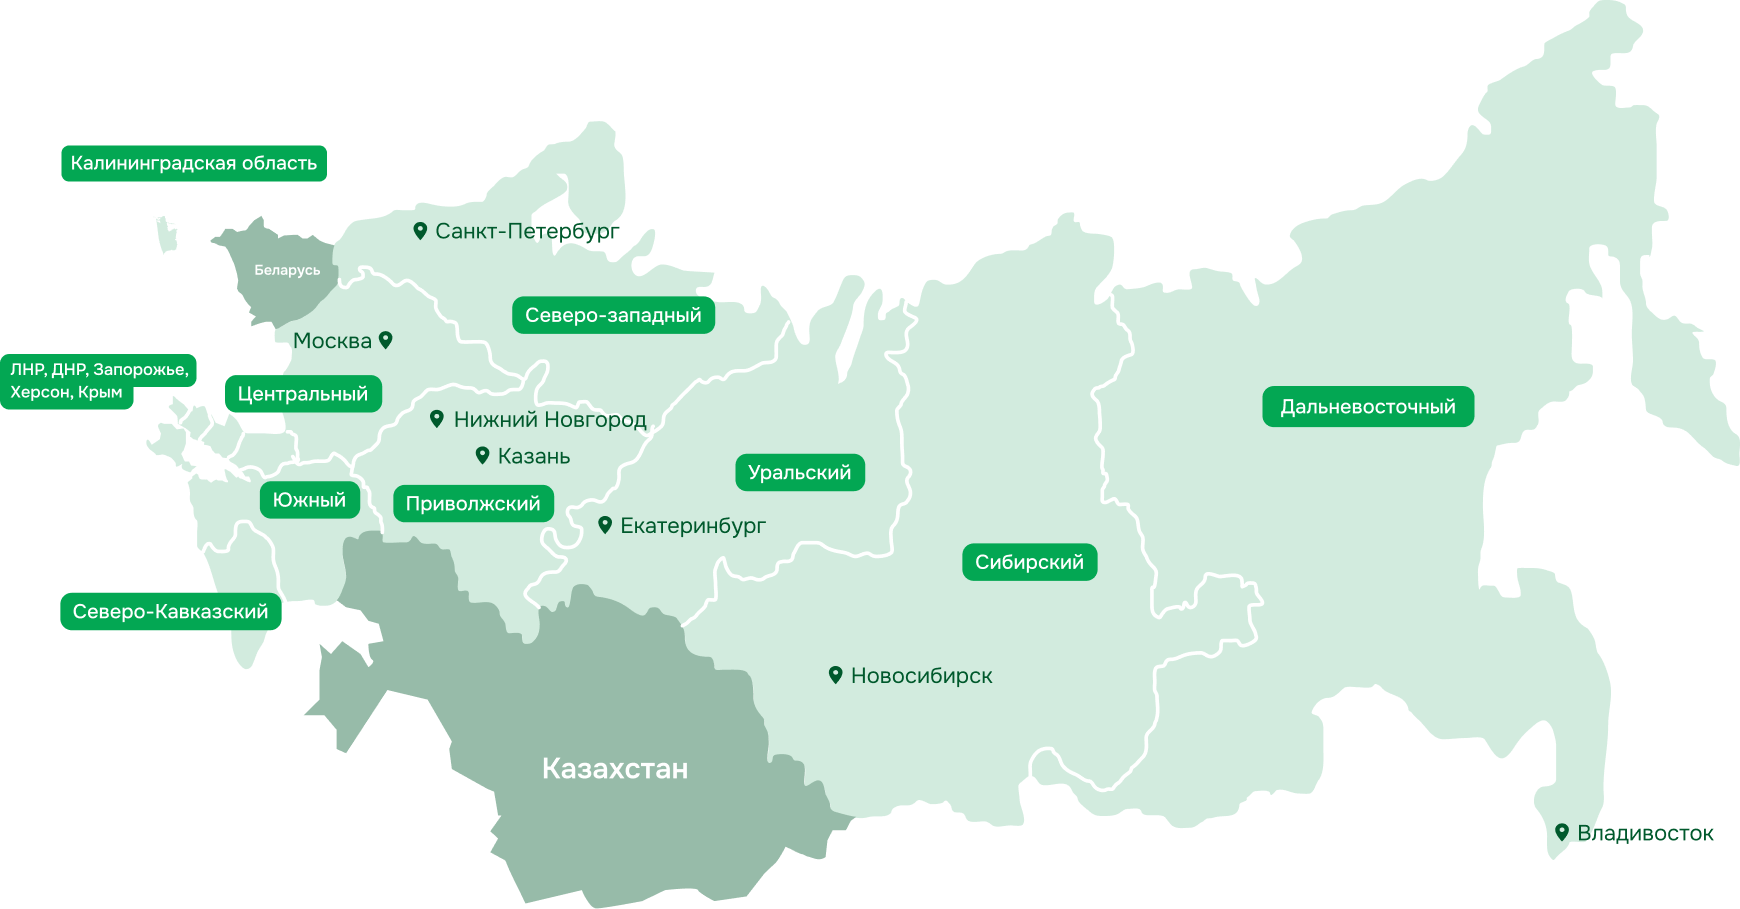 Калининградская область
Санкт-Петербург
Беларусь
Северо-западный
Москва
ЛНР, ДНР, Запорожье,
Херсон, Крым
Центральный
Дальневосточный
Нижний Новгород
Казань
Уральский
Южный
Приволжский
Екатеринбург
Сибирский
Северо-Кавказский
Новосибирск
Казахстан
Владивосток